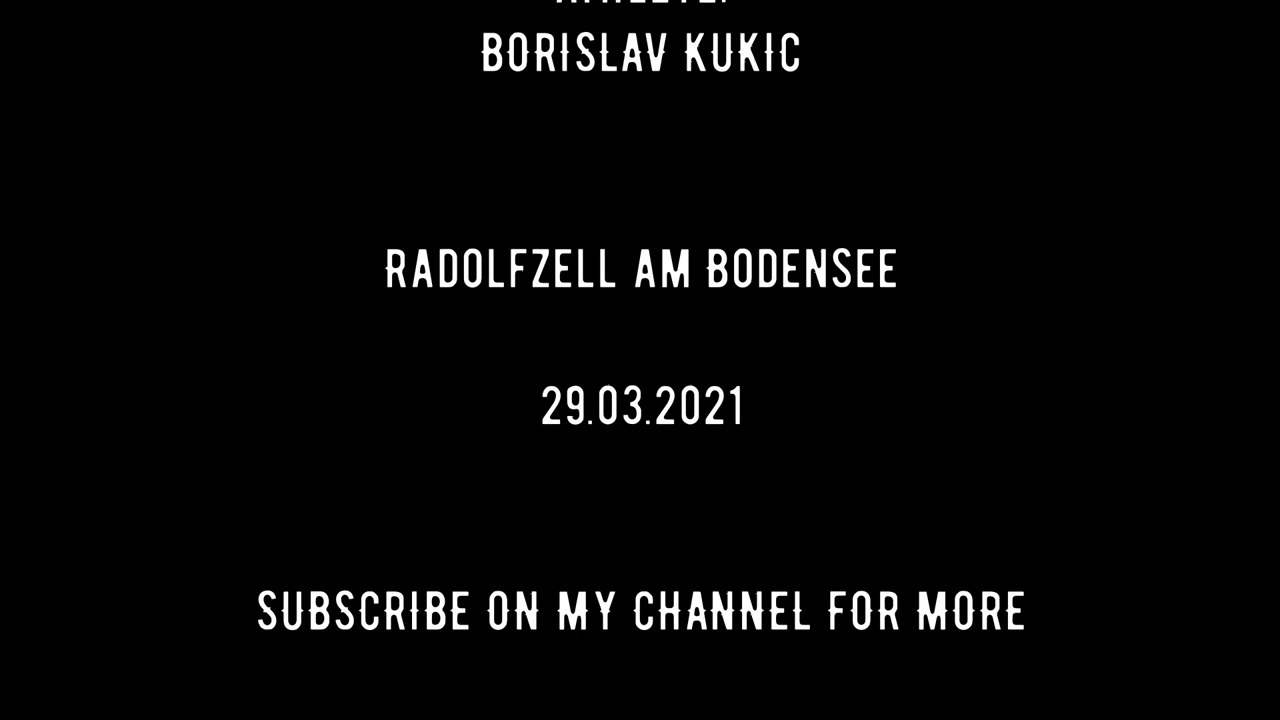 BORISLAV KUKIC
RADOLFZELL AM BODENSEE
29.03.2021
SUBSCRIBE ON MY CHANNEL FOR MORE